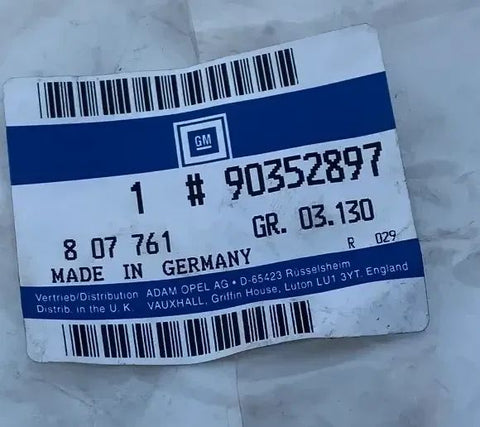 GM
1 # 90352897
8 07 761 GR. 03.130
MADE IN GERMANY R 029
Vertrieb/Distribution ADAM OPEL AG • D-65423 Rüsselsheim
Distrib. in the U. K. VAUXHALL, Griffin House, Luton LU1 3YT. England